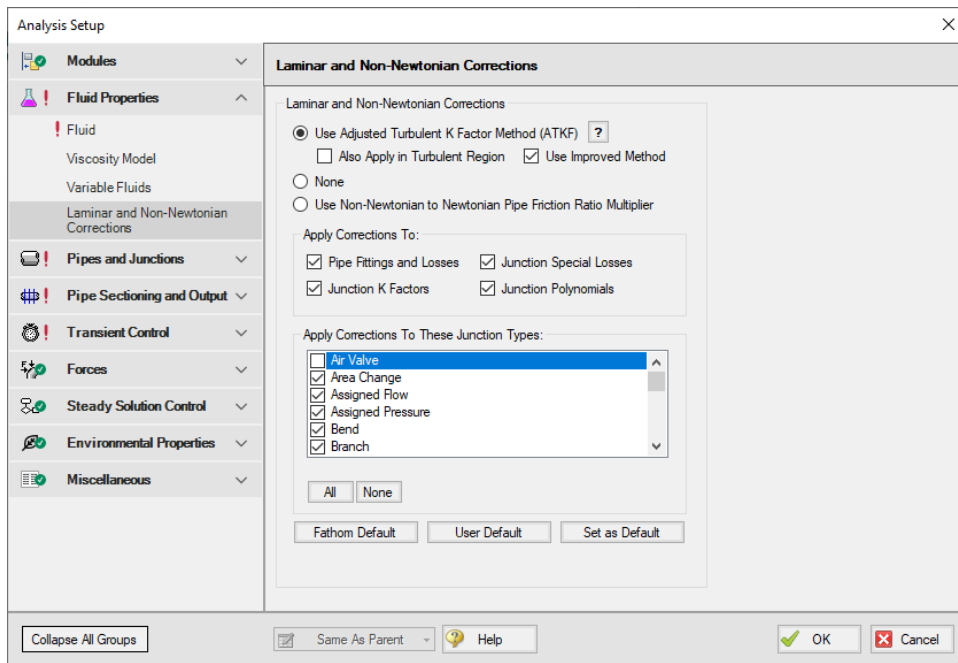 Analysis Setup
Modules
Fluid Properties
Fluid
Viscosity Model
Variable Fluids
Laminar and Non-Newtonian
Corrections
Pipes and Junctions
Pipe Sectioning and Output
Transient Control
Forces
Steady Solution Control
Environmental Properties
Miscellaneous
Laminar and Non-Newtonian Corrections
Laminar and Non-Newtonian Corrections
Use Adjusted Turbulent K Factor Method (ATKF) ?
Also Apply in Turbulent Region Use Improved Method
None
Use Non-Newtonian to Newtonian Pipe Friction Ratio Multiplier
Apply Corrections To:
Pipe Fittings and Losses Junction Special Losses
Junction K Factors Junction Polynomials
Apply Corrections To These Junction Types:
Air Valve
Area Change
Assigned Flow
Assigned Pressure
Bend
Branch
All None
Fathom Default User Default Set as Default
Collapse All Groups Same As Parent Help OK Cancel